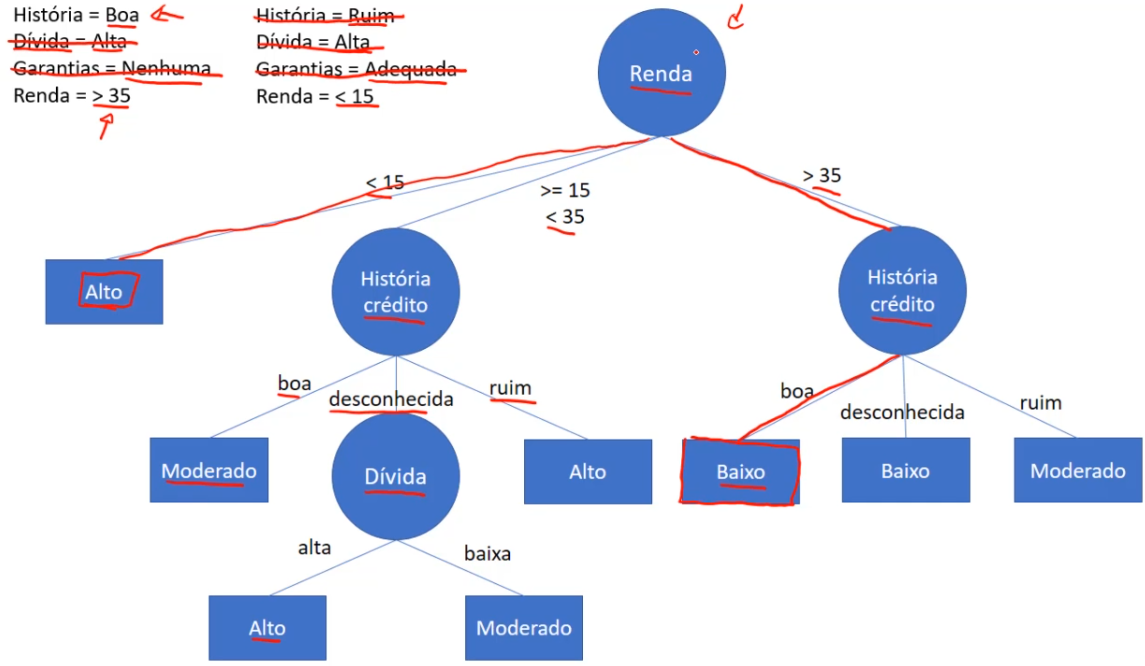 História = Boa
Dívida = Alta
Garantias = Nenhuma
Renda = > 35
História = Ruim
Dívida = Alta
Garantias = Adequada
Renda = < 15
Renda
< 15
>= 15
< 35
> 35
Alto
História
crédito
História
crédito
boa
desconhecida
ruim
boa
desconhecida
ruim
Moderado
Dívida
Alto
Baixo
Baixo
Moderado
alta
baixa
Alto
Moderado